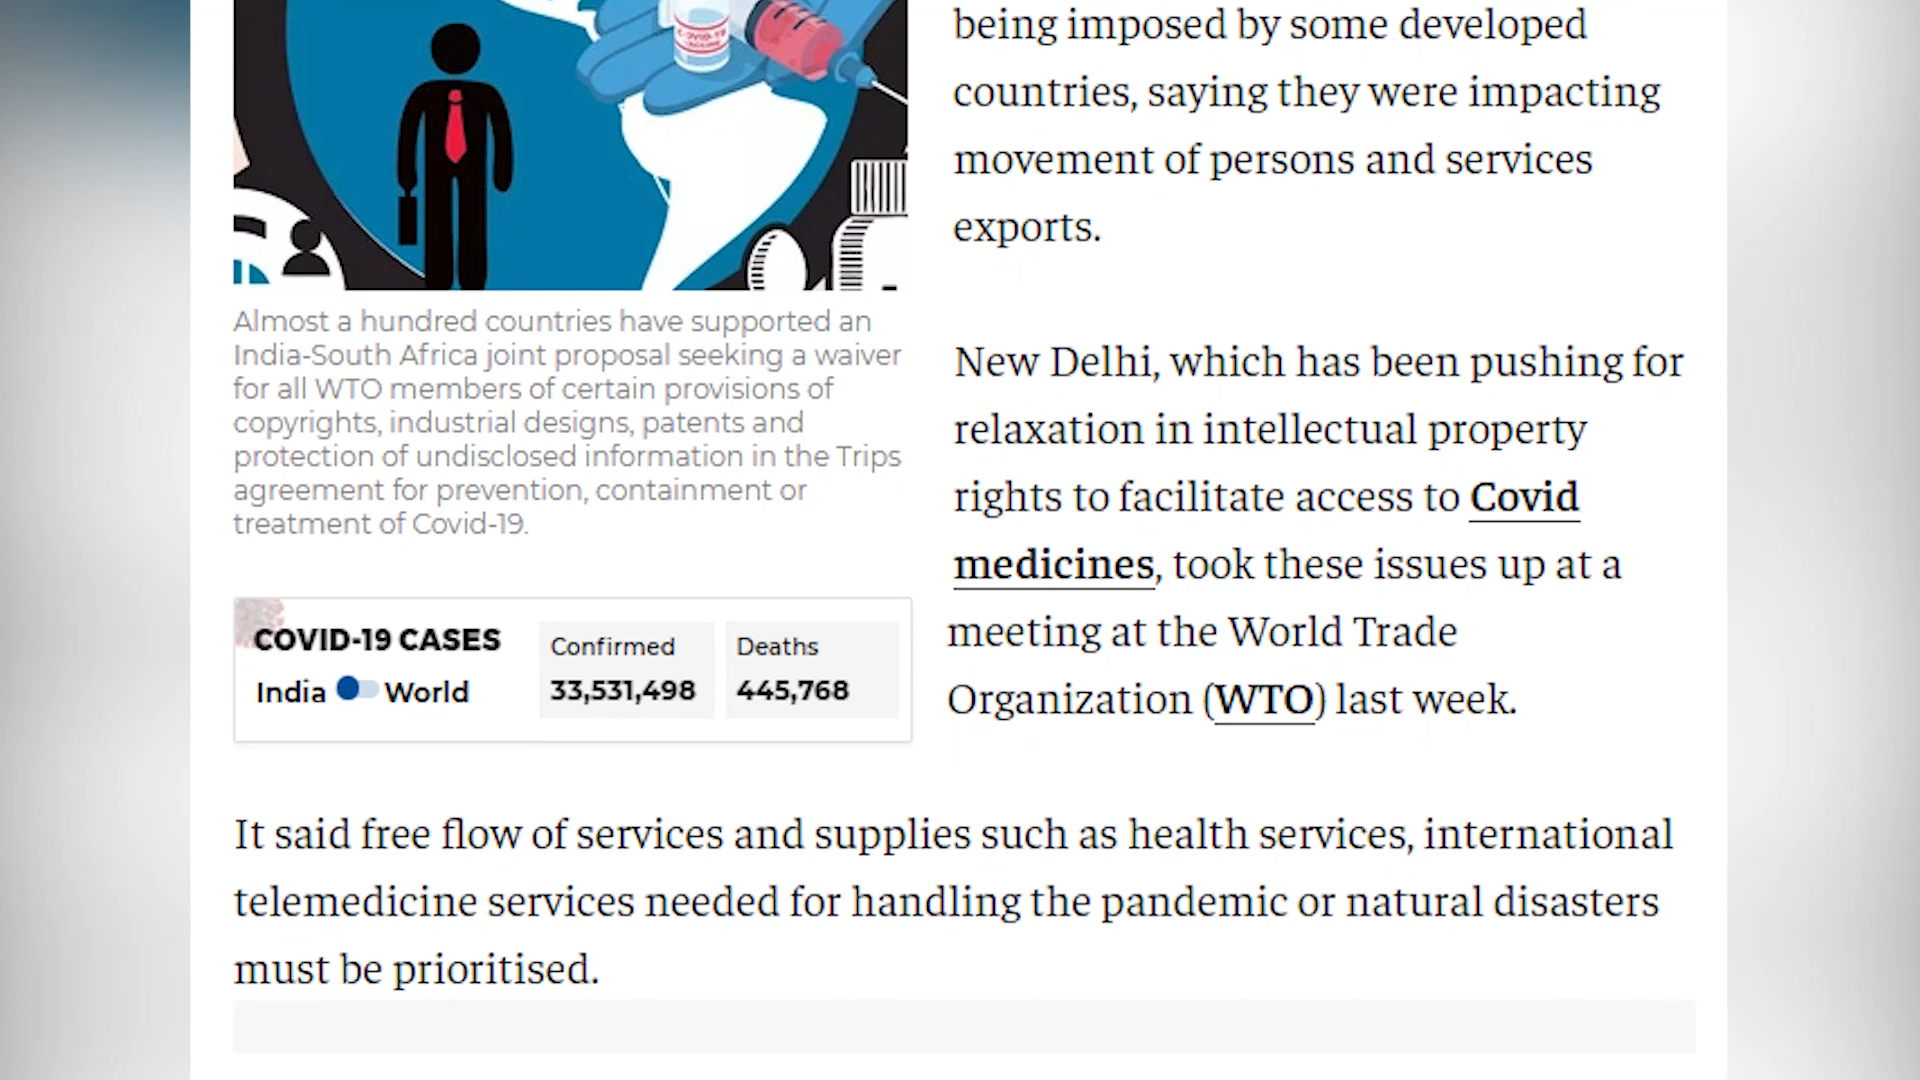 COVID-19
VACCINE
being imposed by some developed
countries, saying they were impacting
movement of persons and services
exports.
Almost a hundred countries have supported an
India-South Africa joint proposal seeking a waiver
for all WTO members of certain provisions of
copyrights, industrial designs, patents and
protection of undisclosed information in the Trips
agreement for prevention, containment or
treatment of Covid-19.
New Delhi, which has been pushing for
relaxation in intellectual property
rights to facilitate access to Covid
medicines, took these issues up at a
meeting at the World Trade
Organization (WTO) last week.
COVID-19 CASES
India World
Confirmed
33,531,498
Deaths
445,768
It said free flow of services and supplies such as health services, international
telemedicine services needed for handling the pandemic or natural disasters
must be prioritised.